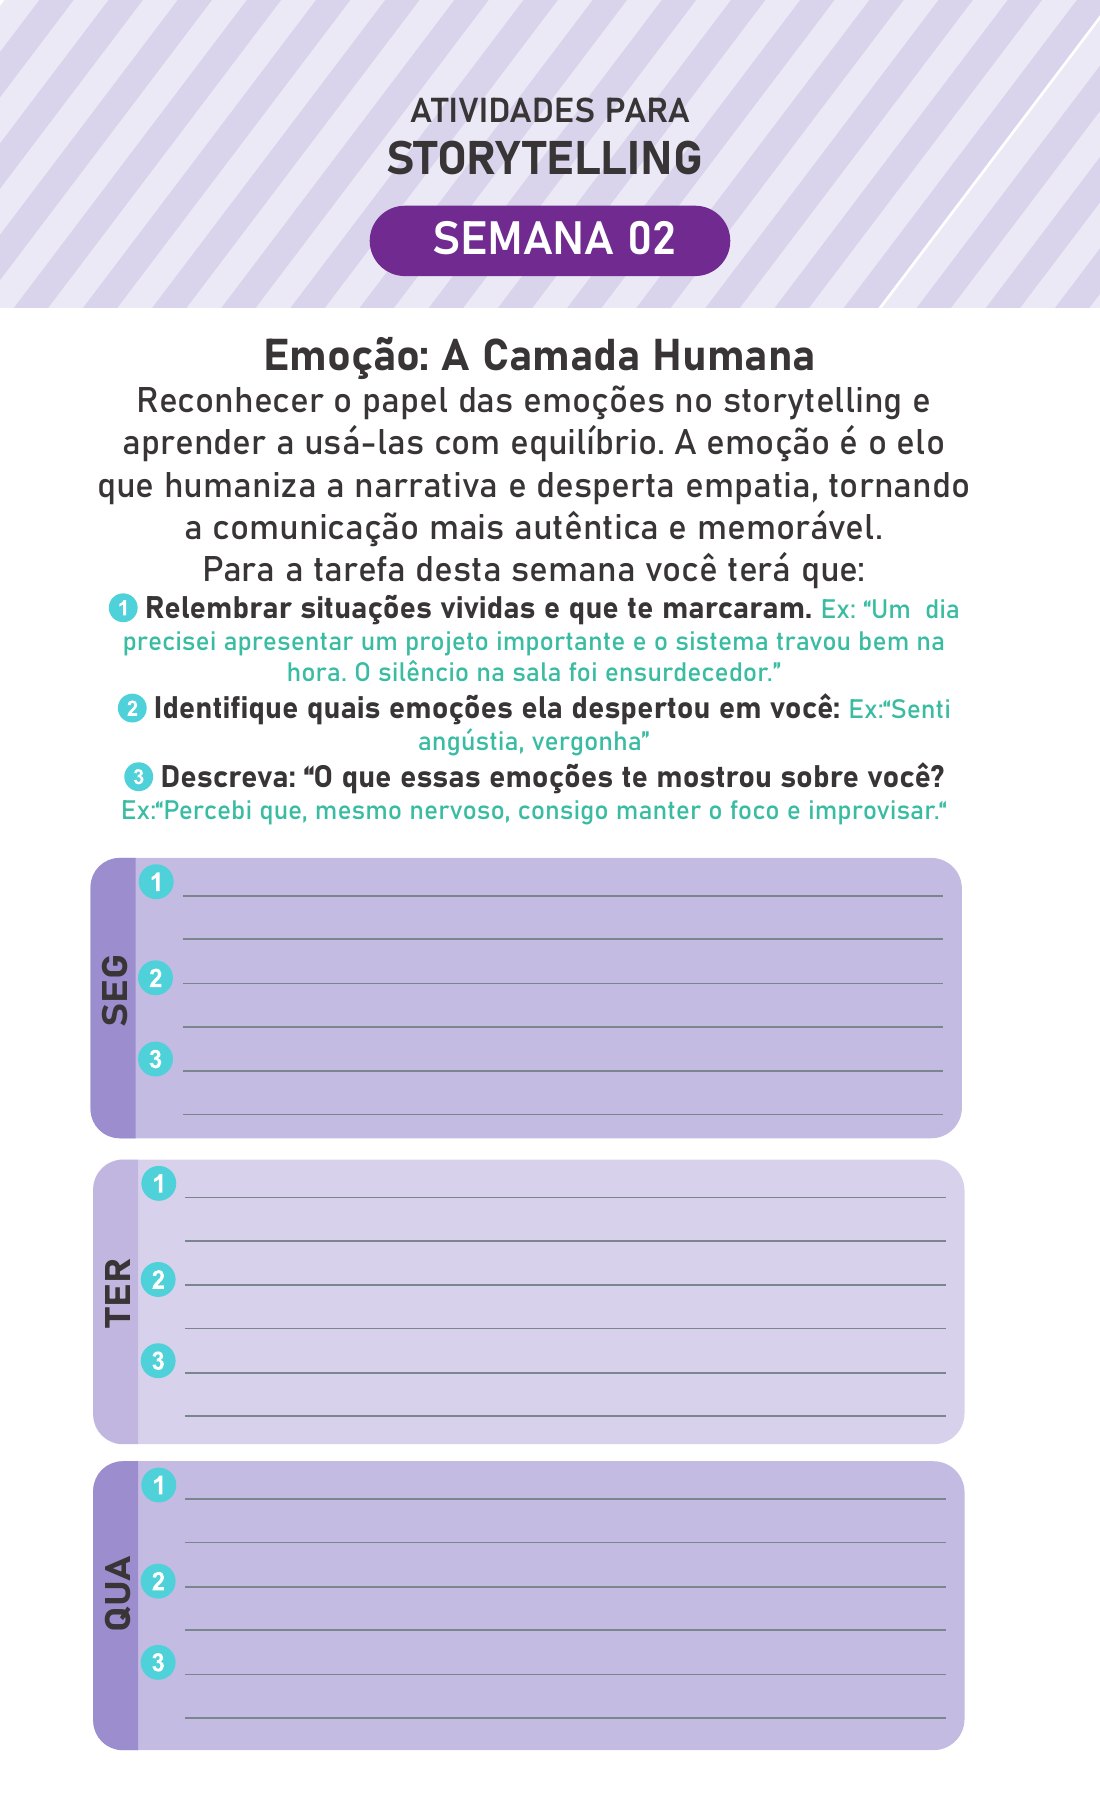 ATIVIDADES PARA
STORYTELLING
SEMANA 02
Emoção: A Camada Humana
Reconhecer o papel das emoções no storytelling e
aprender a usá-las com equilíbrio. A emoção é o elo
que humaniza a narrativa e desperta empatia, tornando
a comunicação mais autêntica e memorável.
Para a tarefa desta semana você terá que:
1 Relembrar situações vividas e que te marcaram. Ex: “Um dia
precisei apresentar um projeto importante e o sistema travou bem na
hora. O silêncio na sala foi ensurdecedor.”
2 Identifique quais emoções ela despertou em você: Ex:“Senti
angústia, vergonha”
3 Descreva: “O que essas emoções te mostrou sobre você?
Ex:“Percebi que, mesmo nervoso, consigo manter o foco e improvisar.“
SEG
1
2
3
TER
1
2
3
QUA
1
2
3